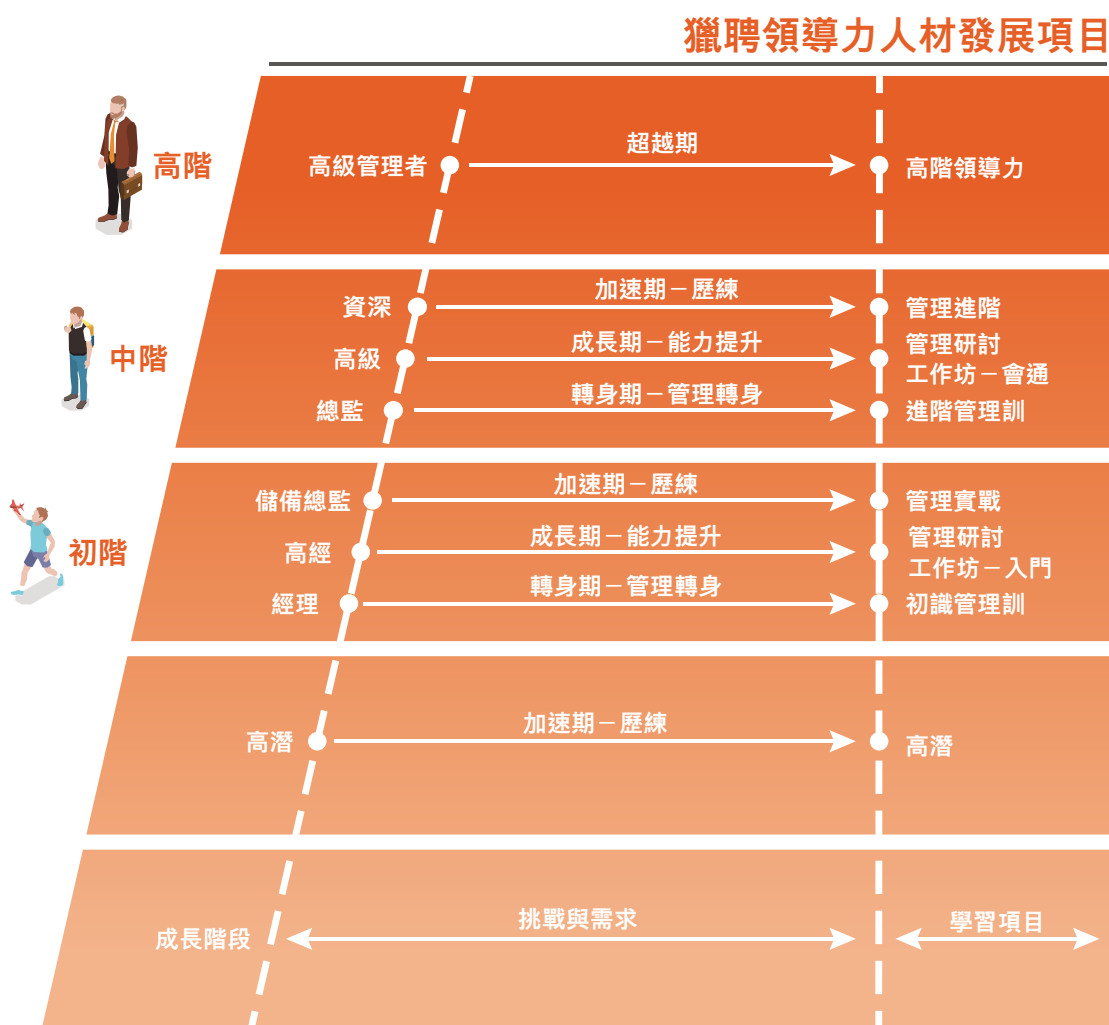 獵聘領導力人材發展項目
高階
高級管理者
超越期
高階領導力
中階
資深
加速期－歷練
管理進階
高級
成長期－能力提升
管理研討
工作坊－會通
總監
轉身期－管理轉身
進階管理訓
初階
儲備總監
加速期－歷練
管理實戰
高經
成長期－能力提升
管理研討
工作坊－入門
經理
轉身期－管理轉身
初識管理訓
高潛
加速期－歷練
高潛
成長階段
挑戰與需求
學習項目